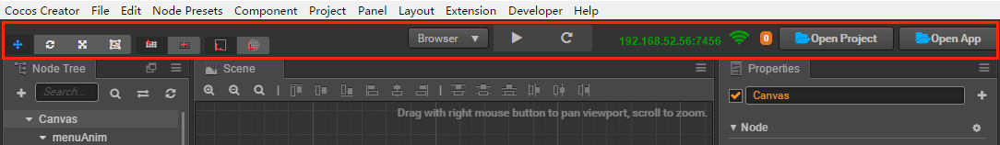 Cocos Creator File Edit Node Presets Component Project Panel Layout Extension Developer Help
Browser 192.168.52.56:7456 0 Open Project Open App
Node Tree Scene Properties
Search... Canvas
Drag with right mouse button to pan viewport, scroll to zoom.
Canvas Node
menuAnim